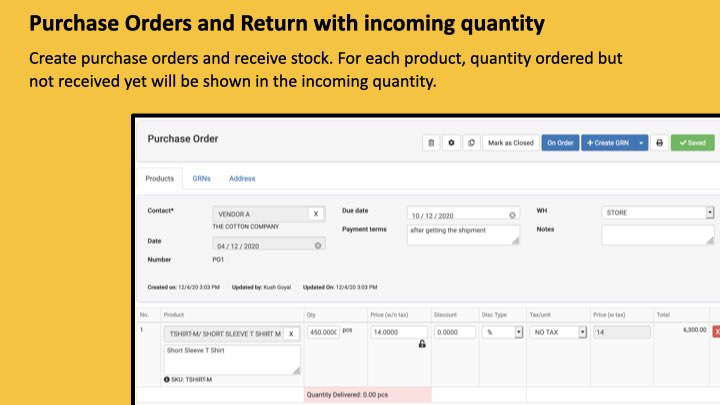 Purchase Orders and Return with incoming quantity
Create purchase orders and receive stock. For each product, quantity ordered but
not received yet will be shown in the incoming quantity.
Purchase Order
Mark as Closed On Order + Create GRN Saved
Products GRNs Address
Contact* VENDOR A X Due date 10 / 12 / 2020 WH STORE
THE COTTON COMPANY Payment terms after getting the shipment Notes
Date 04 / 12 / 2020
Number PO1
Created on: 12/4/20 3:03 PM Updated by: Kush Goyal Updated On: 12/4/20 3:03 PM
No. Product Qty Price (w/o tax) Discount Disc Type Taxunit Price (w tax) Total
1 TSHIRT-M/ SHORT SLEEVE T SHIRT M X 450.000( pcs 14.0000 0.0000 % NO TAX 14 6,300.00 X
Short Sleeve T Shirt
SKU: TSHIRT-M
Quantity Delivered: 0.00 pcs